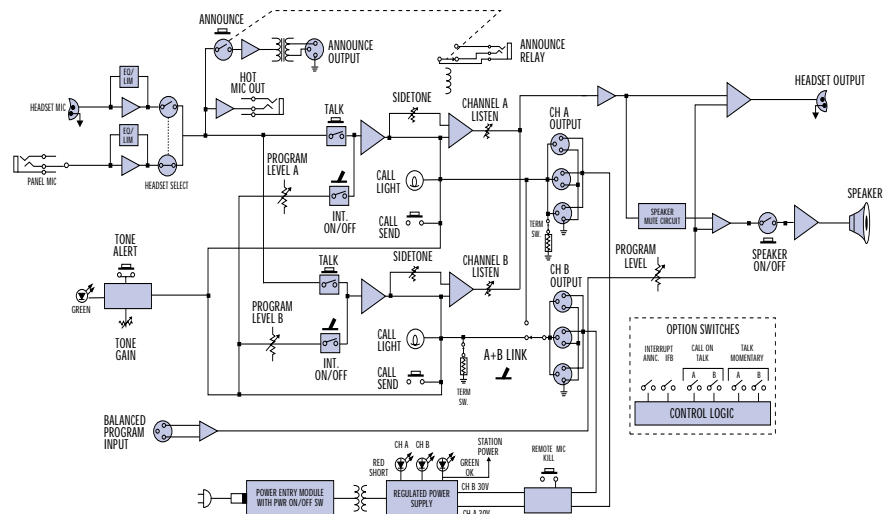 ANNOUNCE
ANNOUNCE
OUTPUT
ANNOUNCE
RELAY
EQ/
LIM
HEADSET MIC
HOT
MIC OUT
EQ/
LIM
PANEL MIC
HEADSET SELECT
TALK
SIDETONE
CHANNEL A
LISTEN
CH A
OUTPUT
HEADSET OUTPUT
PROGRAM
LEVEL A
CALL
LIGHT
INT.
ON/OFF
CALL
SEND
TERM
SW.
SPEAKER
MUTE CIRCUIT
SPEAKER
SPEAKER
ON/OFF
PROGRAM
LEVEL
TONE
ALERT
GREEN
TONE
GAIN
TALK
SIDETONE
CHANNEL B
LISTEN
CH B
OUTPUT
PROGRAM
LEVEL B
CALL
LIGHT
INT.
ON/OFF
CALL
SEND
TERM
SW.
A+B LINK
OPTION SWITCHES
INTERRUPT
ANNC. IFB
CALL ON
TALK
A B
TALK
MOMENTARY
A B
CONTROL LOGIC
BALANCED
PROGRAM
INPUT
CH A CH B
STATION
POWER
RED
SHORT
GREEN
OK
REMOTE MIC
KILL
POWER ENTRY MODULE
WITH PWR ON/OFF SW
REGULATED POWER
SUPPLY
CH B 30V
CH A 30V